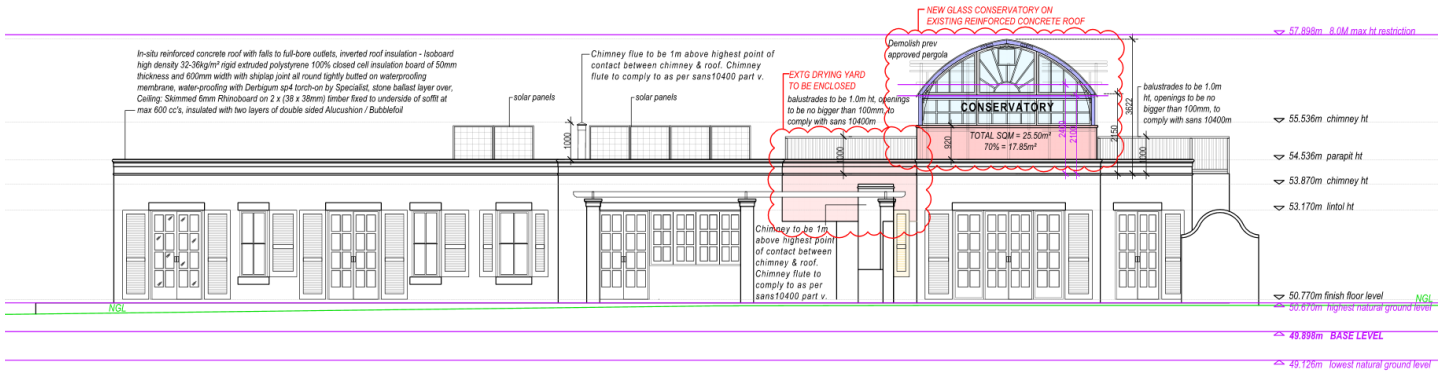 NEW GLASS CONSERVATORY ON
EXISTING REINFORCED CONCRETE ROOF
57.898m 8.0M max ht restriction
In-situ reinforced concrete roof with falls to full-bore outlets, inverted roof insulation - Isoboard
high density 32-36kg/m² rigid extruded polystyrene 100% closed cell insulation board of 50mm
thickness and 600mm width with shiplap joint all round tightly butted on waterproofing
membrane, water-proofing with Derbigum sp4 torch-on by Specialist, stone ballast layer over,
Ceiling: Skimmed 6mm Rhinoboard on 2 x (38 x 38mm) timber fixed to underside of soffit at
max 600 cc's, insulated with two layers of double sided Alucushion / Bubblefoil
solar panels
Chimney flue to be 1m above highest point of
contact between chimney & roof. Chimney
flute to comply to as per sans10400 part v.
solar panels
1000
EXTG DRYING YARD
TO BE ENCLOSED
balustrades to be 1.0m ht, openings
to be no bigger than 100mm, to
comply with sans 10400m
1000
Demolish prev
approved pergola
CONSERVATORY
TOTAL SQM = 25.50m²
70% = 17.85m²
920
2400
2100
2150
3622
1000
balustrades to be 1.0m
ht, openings to be no
bigger than 100mm, to
comply with sans 10400m
55.536m chimney ht
54.536m parapit ht
53.870m chimney ht
53.170m lintol ht
Chimney to be 1m
above highest point
of contact between
chimney & roof.
Chimney flute to
comply to as per
sans10400 part v.
50.770m finish floor level
NGL
NGL
50.670m highest natural ground level
49.898m BASE LEVEL
49.126m lowest natural ground level